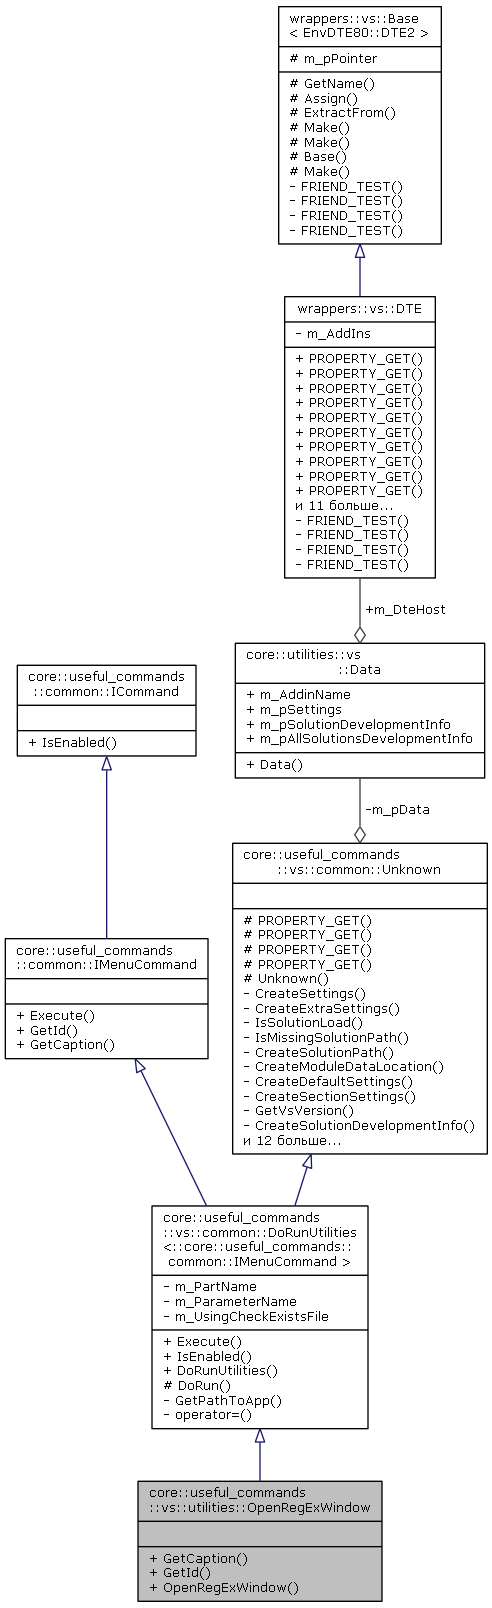 wrappers::vs::Base
< EnvDTE80::DTE2 >
# m_pPointer
# GetName()
# Assign()
# ExtractFrom()
# Make()
# Make()
# Base()
# Make()
- FRIEND_TEST()
- FRIEND_TEST()
- FRIEND_TEST()
- FRIEND_TEST()
wrappers::vs::DTE
- m_AddIns
+ PROPERTY_GET()
+ PROPERTY_GET()
+ PROPERTY_GET()
+ PROPERTY_GET()
+ PROPERTY_GET()
+ PROPERTY_GET()
+ PROPERTY_GET()
+ PROPERTY_GET()
+ PROPERTY_GET()
+ PROPERTY_GET()
и 11 больше...
- FRIEND_TEST()
- FRIEND_TEST()
- FRIEND_TEST()
- FRIEND_TEST()
+m_DteHost
core::utilities::vs
::Data
+ m_AddinName
+ m_pSettings
+ m_pSolutionDevelopmentInfo
+ m_pAllSolutionsDevelopmentInfo
+ Data()
core::useful_commands
::common::ICommand
+ IsEnabled()
-m_pData
core::useful_commands
::vs::common::Unknown
# PROPERTY_GET()
# PROPERTY_GET()
# PROPERTY_GET()
# PROPERTY_GET()
# Unknown()
- CreateSettings()
- CreateExtraSettings()
- IsSolutionLoad()
- IsMissingSolutionPath()
- CreateSolutionPath()
- CreateModuleDataLocation()
- CreateDefaultSettings()
- CreateSectionSettings()
- GetVsVersion()
- CreateSolutionDevelopmentInfo()
и 12 больше...
core::useful_commands
::common::IMenuCommand
+ Execute()
+ GetId()
+ GetCaption()
core::useful_commands
::vs::common::DoRunUtilities
<::core::useful_commands::
common::IMenuCommand >
- m_PartName
- m_ParameterName
- m_UsingCheckExistsFile
+ Execute()
+ IsEnabled()
+ DoRunUtilities()
# DoRun()
- GetPathToApp()
- operator=()
core::useful_commands
::vs::utilities::OpenRegExWindow
+ GetCaption()
+ GetId()
+ OpenRegExWindow()